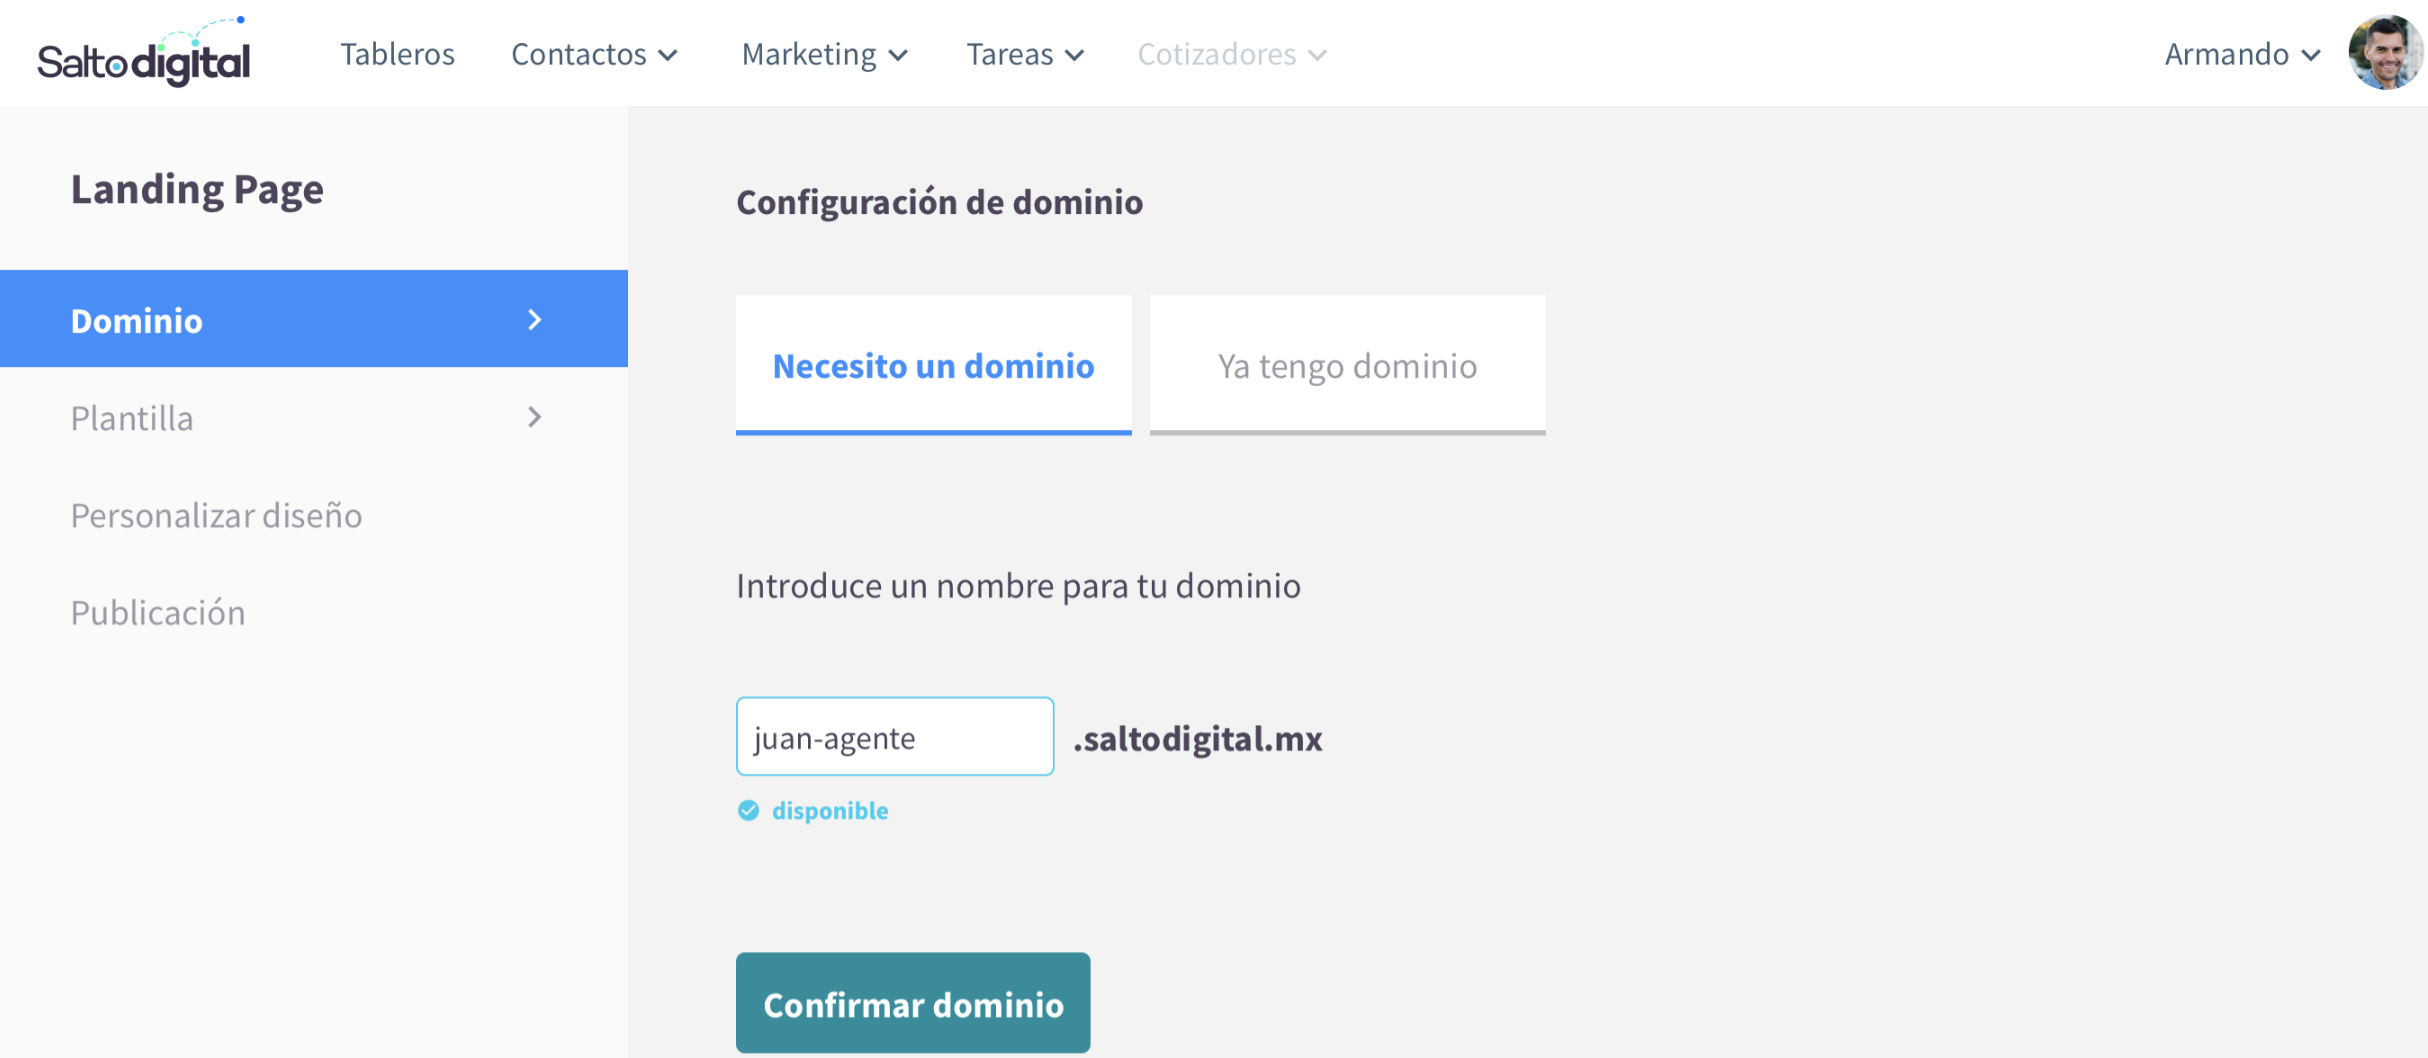 Saltodigital
Tableros Contactos Marketing Tareas Cotizadores Armando
Landing Page
Dominio
Plantilla
Personalizar diseño
Publicación
Configuración de dominio
Necesito un dominio Ya tengo dominio
Introduce un nombre para tu dominio
juan-agente .saltodigital.mx
disponible
Confirmar dominio